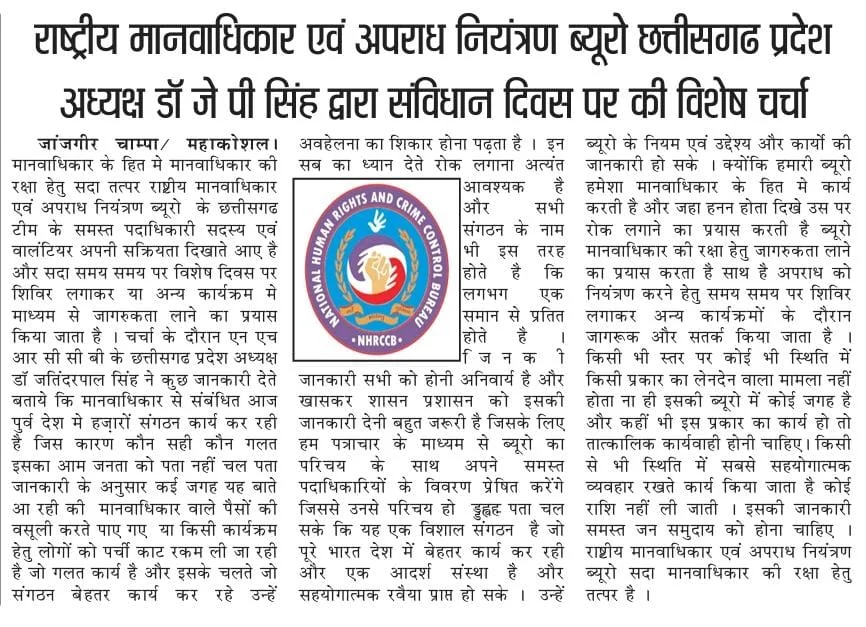 राष्ट्रीय मानवाधिकार एवं अपराध नियंत्रण ब्यूरो छत्तीसगढ प्रदेश
अध्यक्ष डॉ जे पी सिंह द्वारा संविधान दिवस पर की विशेष चर्चा
जांजगीर चाम्पा/ महाकोशल।
मानवाधिकार के हित मे मानवाधिकार की
रक्षा हेतु सदा तत्पर राष्ट्रीय मानवाधिकार
एवं अपराध नियंत्रण ब्यूरो के छत्तीसगढ
टीम के समस्त पदाधिकारी सदस्य एवं
वालंटियर अपनी सक्रियता दिखाते आए है
और सदा समय समय पर विशेष दिवस पर
शिविर लगाकर या अन्य कार्यक्रम मे
माध्यम से जागरुकता लाने का प्रयास
किया जाता है । चर्चा के दौरान एन एच
आर सी सी बी के छत्तीसगढ प्रदेश अध्यक्ष
डॉ जतिंदरपाल सिंह ने कुछ जानकारी देते
बताये कि मानवाधिकार से संबंधित आज
पुर्व देश मे हज़ारों संगठन कार्य कर रही
है जिस कारण कौन सही कौन गलत
इसका आम जनता को पता नहीं चल पता
जानकारी के अनुसार कई जगह यह बाते
आ रही की मानवाधिकार वाले पैसों की
वसूली करते पाए गए या किसी कार्यक्रम
हेतु लोगों को पर्ची काट रकम ली जा रही
है जो गलत कार्य है और इसके चलते जो
संगठन बेहतर कार्य कर रहे उन्हें
अवहेलना का शिकार होना पढ़ता है । इन
सब का ध्यान देते रोक लगाना अत्यंत
आवश्यक है
और सभी
संगठन के नाम
भी इस तरह
होते है कि
लगभग एक
समान से प्रतित
होते है ।
जिनकी
जानकारी सभी को होनी अनिवार्य है और
खासकर शासन प्रशासन को इसकी
जानकारी देनी बहुत जरूरी है जिसके लिए
हम पत्राचार के माध्यम से ब्यूरो का
परिचय के साथ अपने समस्त
पदाधिकारियों के विवरण प्रेषित करेंगे
जिससे उनसे परिचय हो पता चल
सके कि यह एक विशाल संगठन है जो
पूरे भारत देश में बेहतर कार्य कर रही
और एक आदर्श संस्था है और
सहयोगात्मक रवैया प्राप्त हो सके । उन्हें
NATIONAL HUMAN RIGHTS AND CRIME CONTROL BUREAU
• NHRCCB •
ब्यूरो के नियम एवं उद्देश्य और कार्यो की
जानकारी हो सके । क्योंकि हमारी ब्यूरो
हमेशा मानवाधिकार के हित मे कार्य
करती है और जहा हनन होता दिखे उस पर
रोक लगाने का प्रयास करती है ब्यूरो
मानवाधिकार की रक्षा हेतु जागरुकता लाने
का प्रयास करता है साथ है अपराध को
नियंत्रण करने हेतु समय समय पर शिविर
लगाकर अन्य कार्यक्रमों के दौरान
जागरूक और सतर्क किया जाता है ।
किसी भी स्तर पर कोई भी स्थिति में
किसी प्रकार का लेनदेन वाला मामला नहीं
होता ना ही इसकी ब्यूरो में कोई जगह है
और कहीं भी इस प्रकार का कार्य हो तो
तात्कालिक कार्यवाही होनी चाहिए। किसी
से भी स्थिति में सबसे सहयोगात्मक
व्यवहार रखते कार्य किया जाता है कोई
राशि नहीं ली जाती । इसकी जानकारी
समस्त जन समुदाय को होना चाहिए ।
राष्ट्रीय मानवाधिकार एवं अपराध नियंत्रण
ब्यूरो सदा मानवाधिकार की रक्षा हेतु
तत्पर है ।